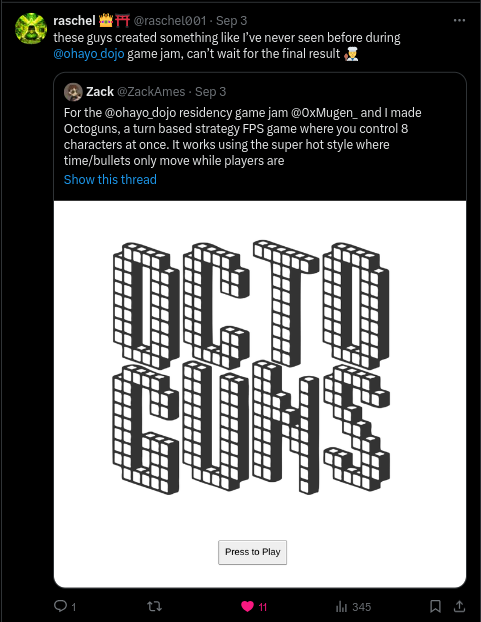 raschel 👑⛩️ @raschel001 · Sep 3
these guys created something like I've never seen before during
@ohayo_dojo game jam, can't wait for the final result 🧑‍🍳
Zack @ZackAmes · Sep 3
For the @ohayo_dojo residency game jam @0xMugen_ and I made
Octoguns, a turn based strategy FPS game where you control 8
characters at once. It works using the super hot style where
time/bullets only move while players are
Show this thread
OCTO
GUNS
Press to Play
1
11
345